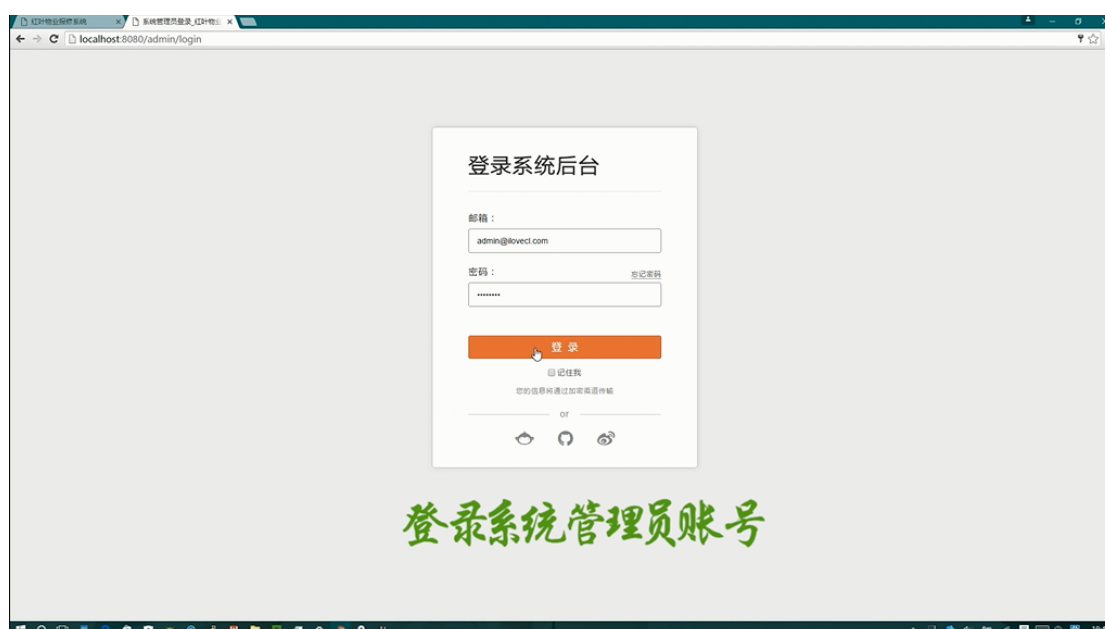 红叶物业报修系统
系统管理员登录_红叶物业
localhost:8080/admin/login
登录系统后台
邮箱：
admin@ilovecl.com
密码：
忘记密码
••••••••
登 录
记住我
您的信息将通过加密渠道传输
or
登录系统管理员账号